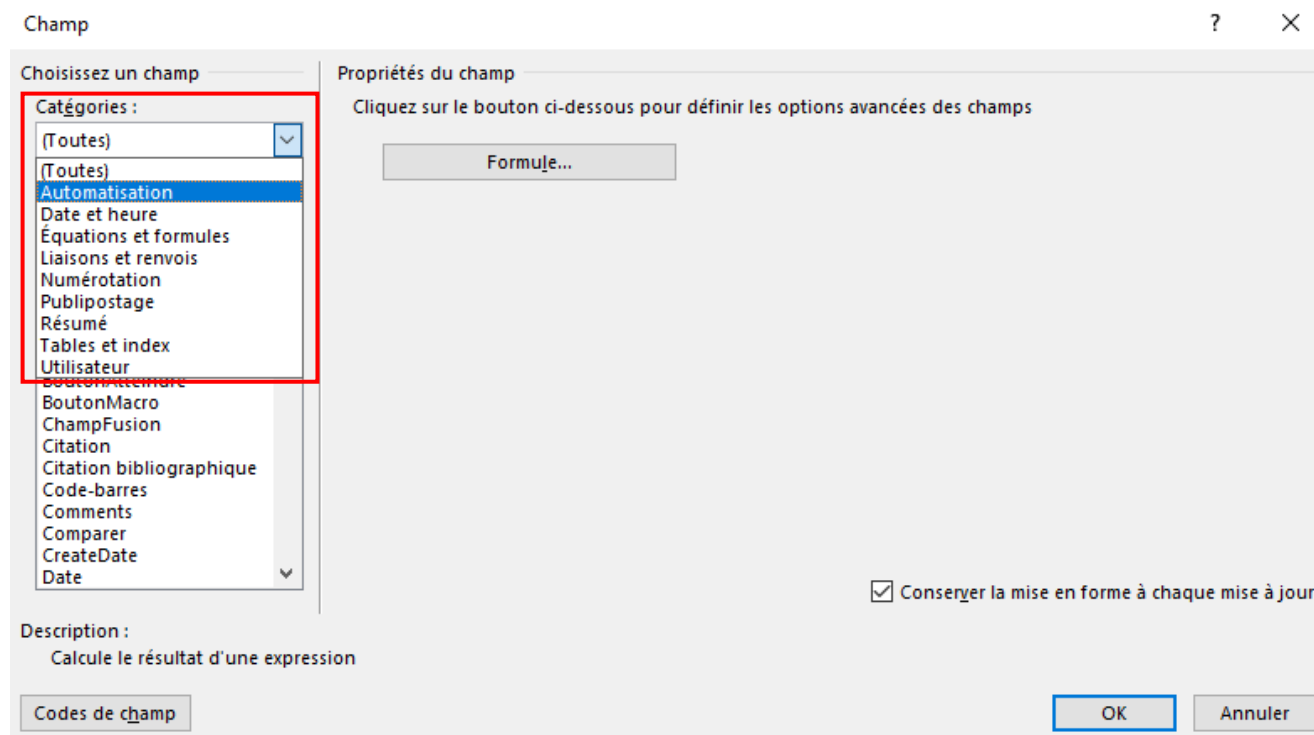 Champ
?
Choisissez un champ
Propriétés du champ
Catégories :
Cliquez sur le bouton ci-dessous pour définir les options avancées des champs
(Toutes)
Formule...
(Toutes)
Automatisation
Date et heure
Équations et formules
Liaisons et renvois
Numérotation
Publipostage
Résumé
Tables et index
Utilisateur
BoutonAtteindre
BoutonMacro
ChampFusion
Citation
Citation bibliographique
Code-barres
Comments
Comparer
CreateDate
Date
Conserver la mise en forme à chaque mise à jour
Description :
Calcule le résultat d'une expression
Codes de champ
OK
Annuler